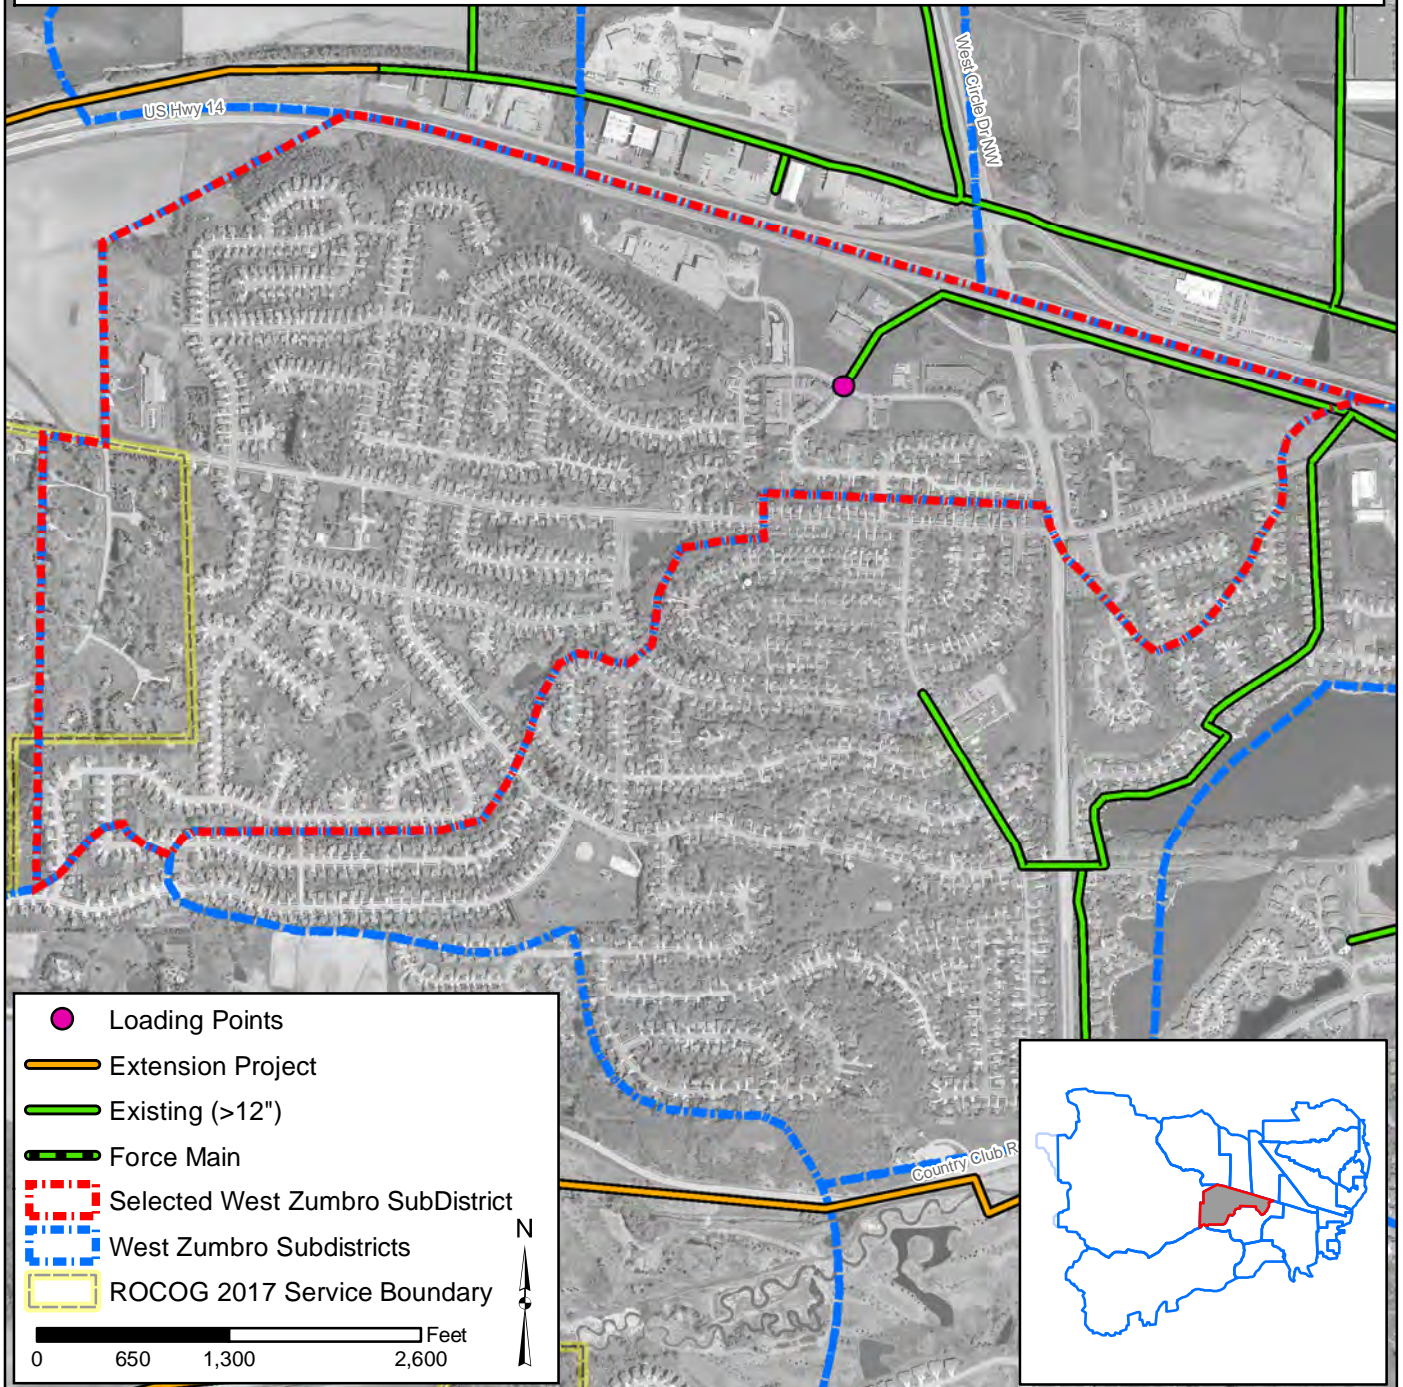 US Hwy 14
West Circle Dr NW
Loading Points
Extension Project
Existing (>12")
Force Main
Selected West Zumbro SubDistrict
West Zumbro Subdistricts
ROCOG 2017 Service Boundary
N
Feet
0 650 1,300 2,600
Country Club R